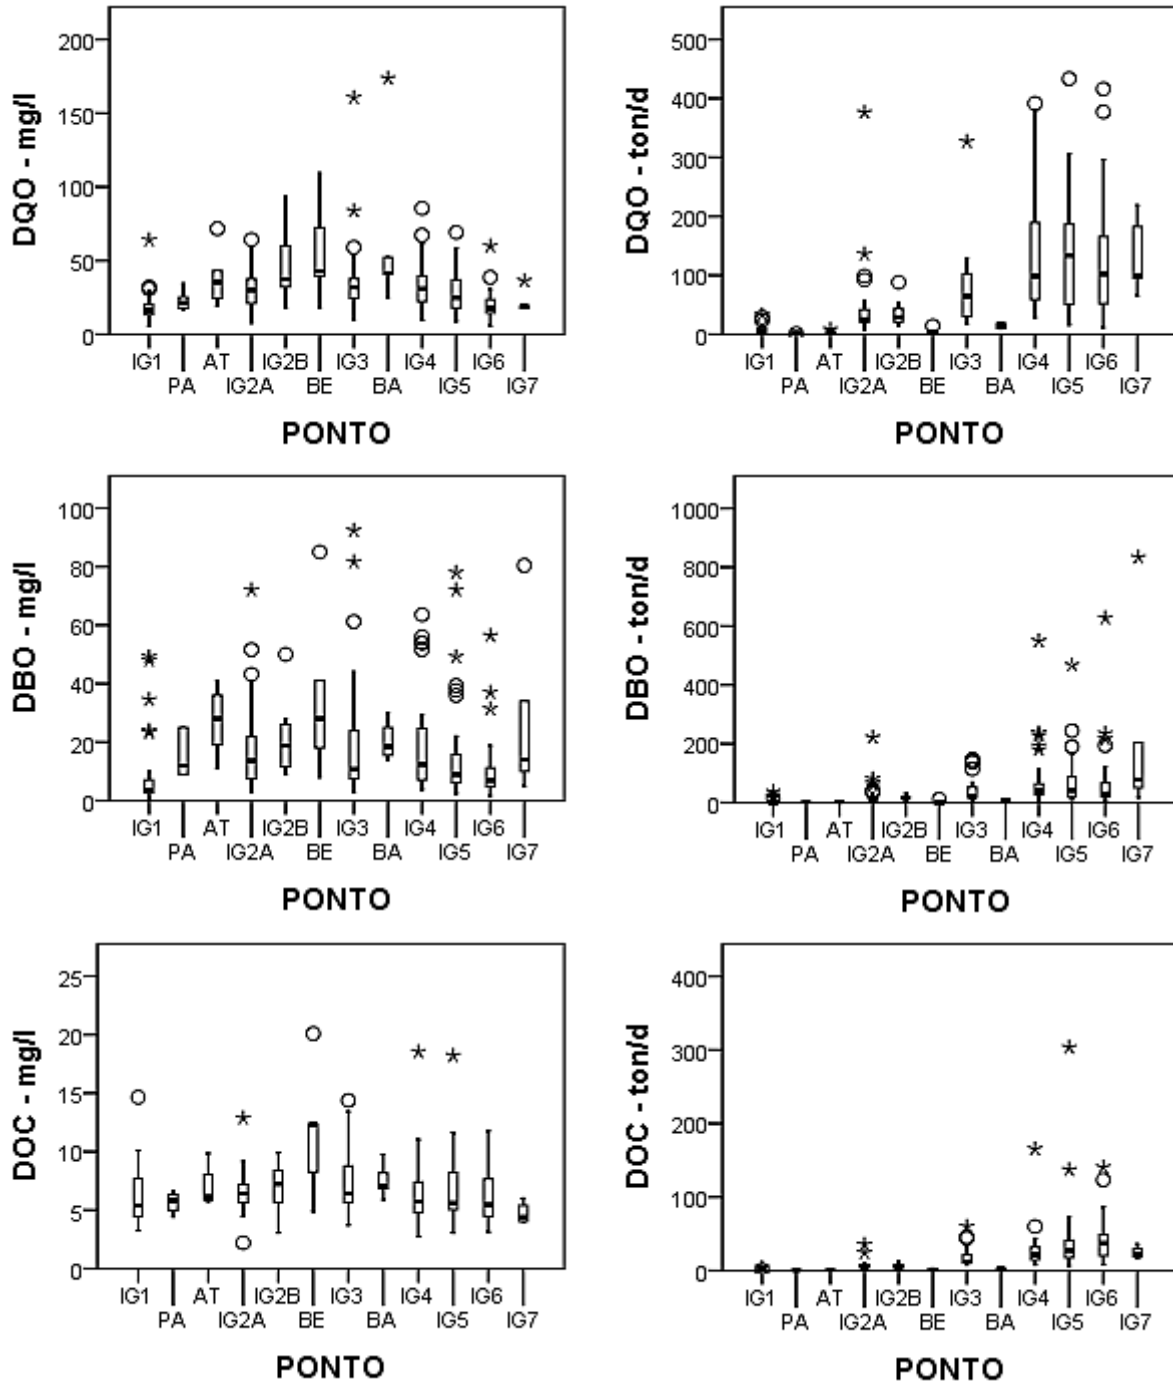 DQO - mg/l
200
150
100
50
0
IG1 AT IG2B IG3 IG4 IG6
PA IG2A BE BA IG5 IG7
PONTO
DQO - ton/d
500
400
300
200
100
0
IG1 AT IG2B IG3 IG4 IG6
PA IG2A BE BA IG5 IG7
PONTO
DBO - mg/l
100
80
60
40
20
0
IG1 AT IG2B IG3 IG4 IG6
PA IG2A BE BA IG5 IG7
PONTO
DBO - ton/d
1000
800
600
400
200
0
IG1 AT IG2B IG3 IG4 IG6
PA IG2A BE BA IG5 IG7
PONTO
DOC - mg/l
25
20
15
10
5
0
IG1 AT IG2B IG3 IG4 IG6
PA IG2A BE BA IG5 IG7
PONTO
DOC - ton/d
400
300
200
100
0
IG1 AT IG2B IG3 IG4 IG6
PA IG2A BE BA IG5 IG7
PONTO